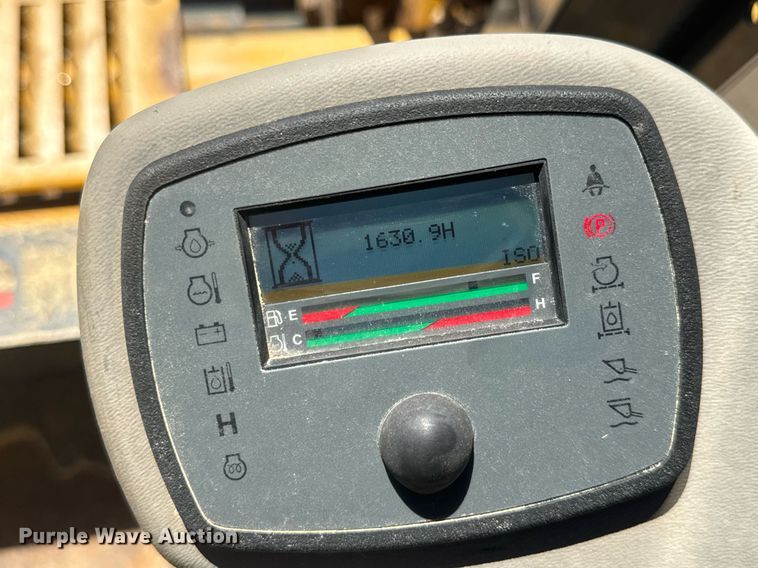 1630.9H
ISO
E F
C H
P
H
Purple Wave Auction